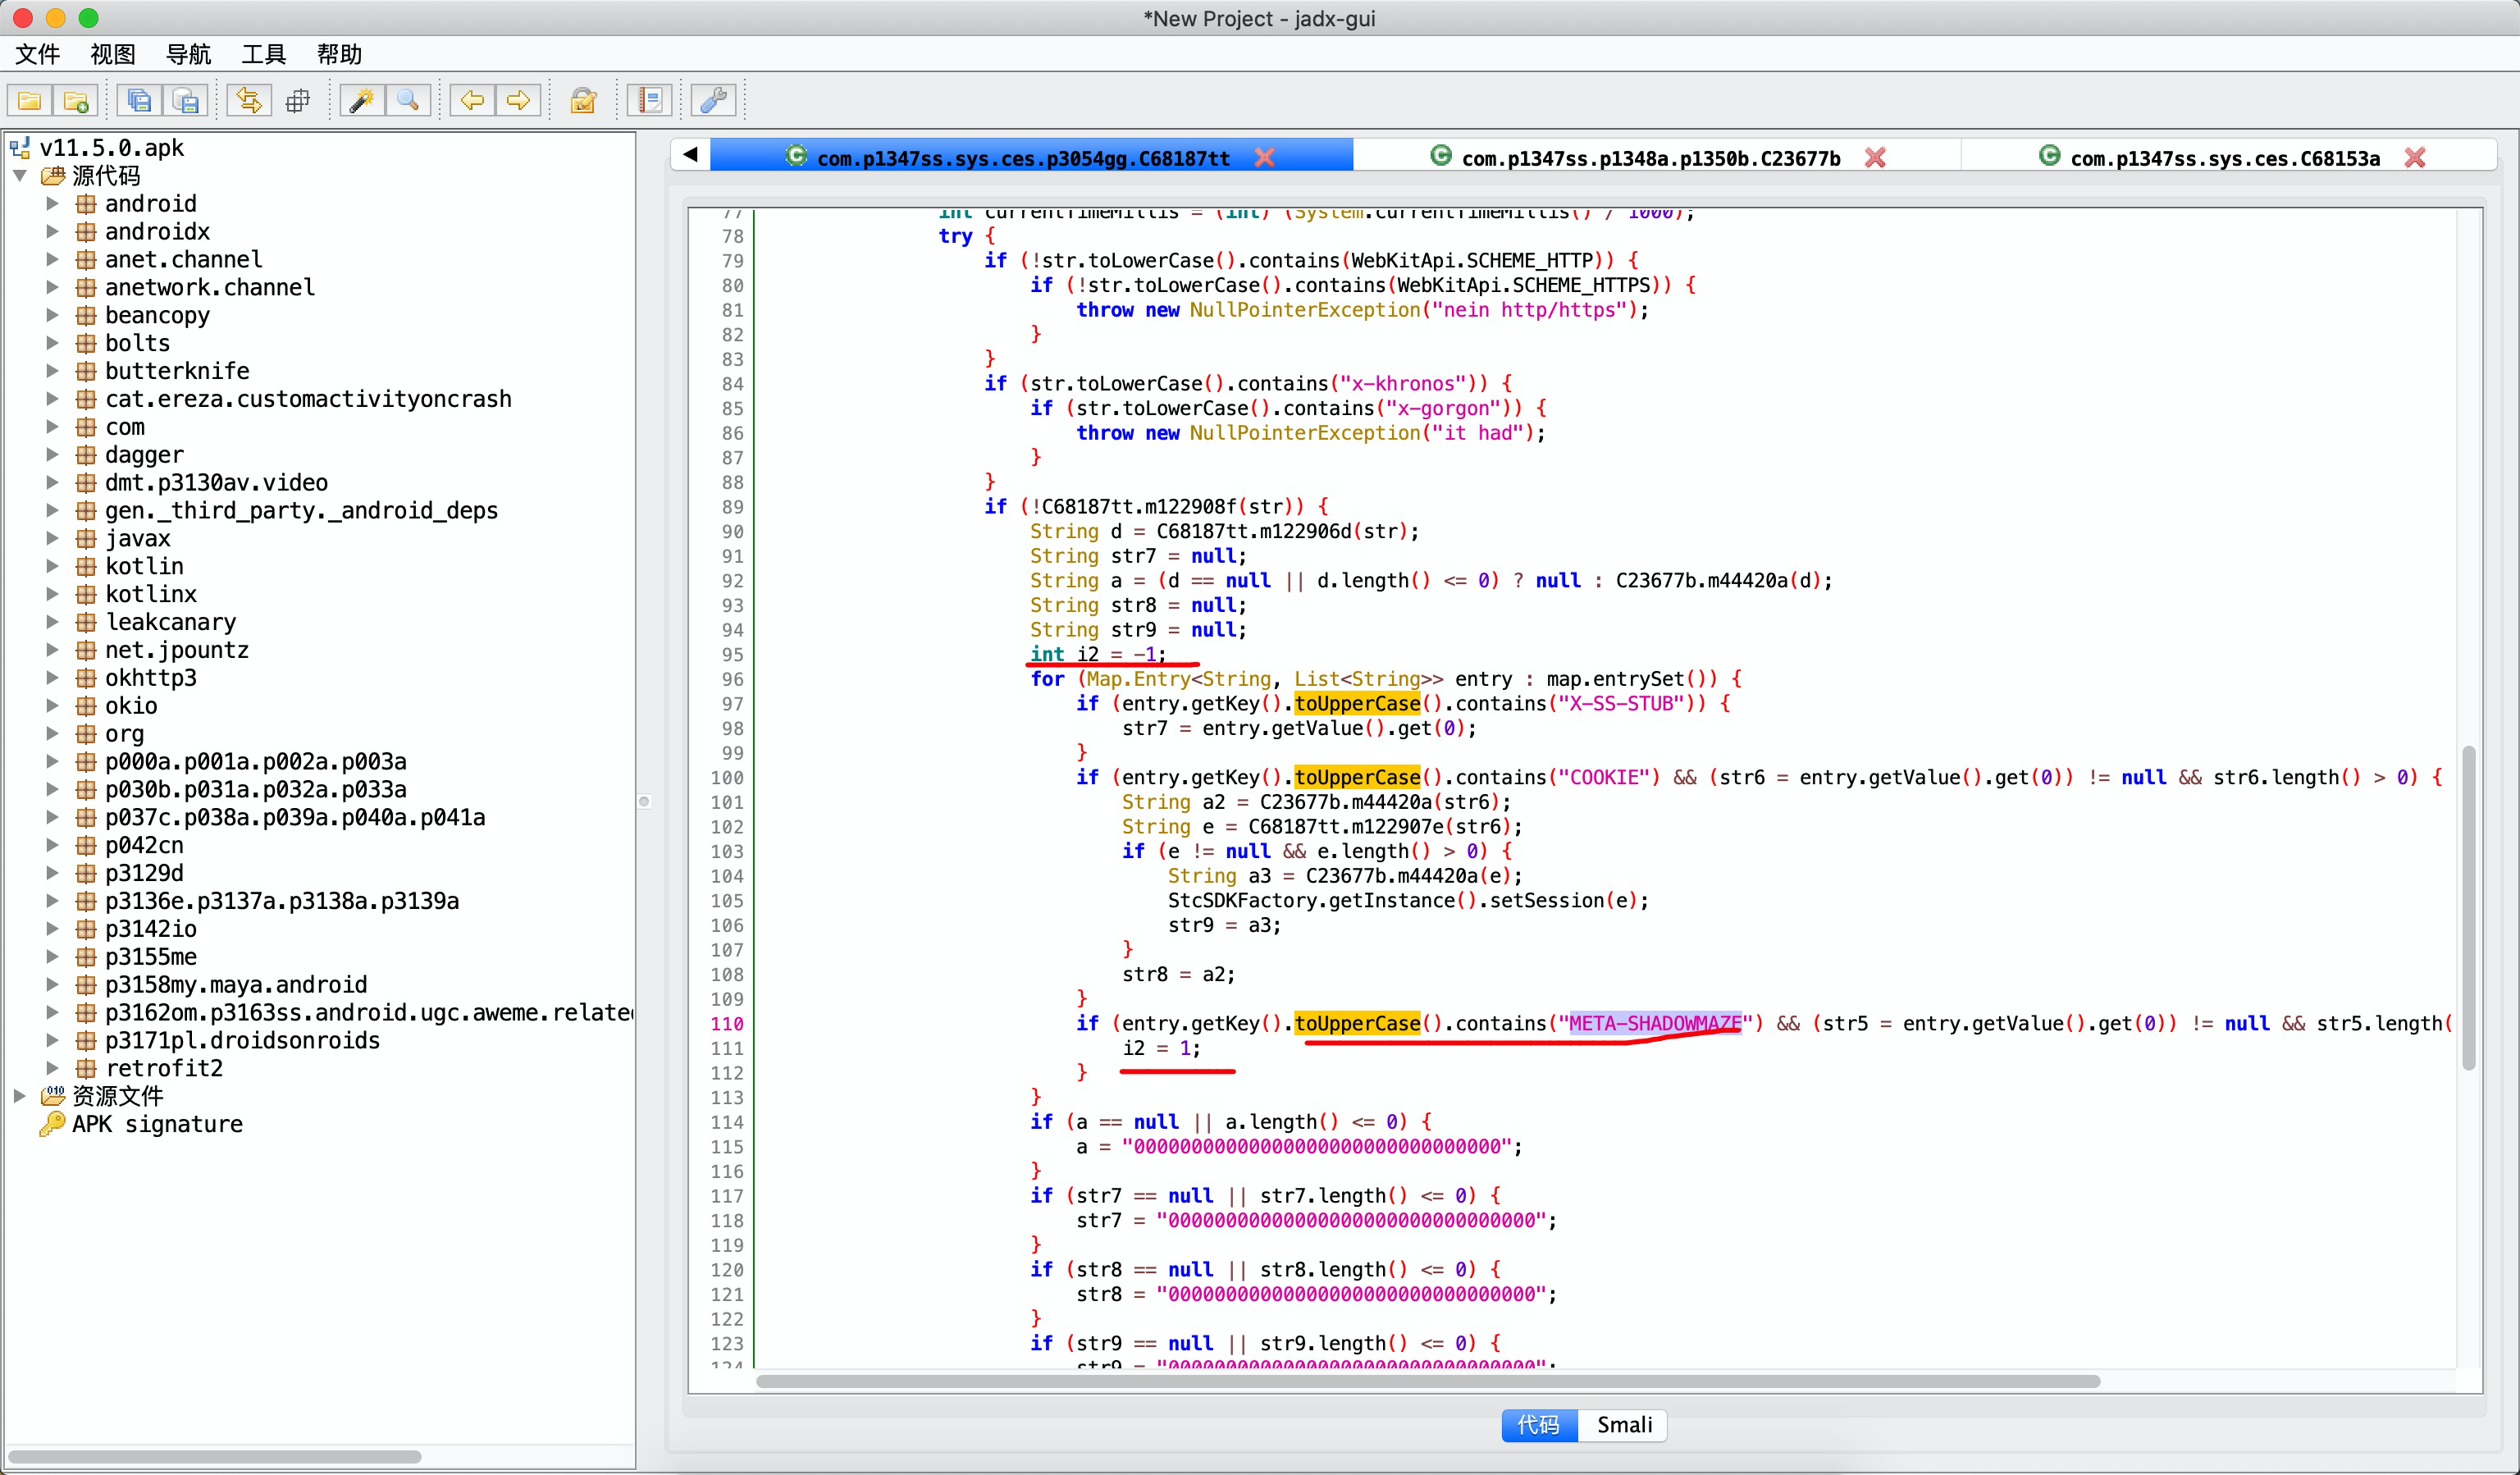 *New Project - jadx-gui
文件 视图 导航 工具 帮助
v11.5.0.apk
源代码
android
androidx
anet.channel
anetwork.channel
beancopy
bolts
butterknife
cat.ereza.customactivityoncrash
com
dagger
dmt.p3130av.video
gen._third_party._android_deps
javax
kotlin
kotlinx
leakcanary
net.jpountz
okhttp3
okio
org
p000a.p001a.p002a.p003a
p030b.p031a.p032a.p033a
p037c.p038a.p039a.p040a.p041a
p042cn
p3129d
p3136e.p3137a.p3138a.p3139a
p3142io
p3155me
p3158my.maya.android
p3162om.p3163ss.android.ugc.aweme.relate
p3171pl.droidsonroids
retrofit2
资源文件
APK signature
com.p1347ss.sys.ces.p3054gg.C68187tt com.p1347ss.p1348a.p1350b.C23677b com.p1347ss.sys.ces.C68153a
77 int currentTimeMillis = (int) (System.currentTimeMillis() / 1000);
78 try {
79 if (!str.toLowerCase().contains(WebKitApi.SCHEME_HTTP)) {
80 if (!str.toLowerCase().contains(WebKitApi.SCHEME_HTTPS)) {
81 throw new NullPointerException("nein http/https");
82 }
83 }
84 if (str.toLowerCase().contains("x-khronos")) {
85 if (str.toLowerCase().contains("x-gorgon")) {
86 throw new NullPointerException("it had");
87 }
88 }
89 if (!C68187tt.m122908f(str)) {
90 String d = C68187tt.m122906d(str);
91 String str7 = null;
92 String a = (d == null || d.length() <= 0) ? null : C23677b.m44420a(d);
93 String str8 = null;
94 String str9 = null;
95 int i2 = -1;
96 for (Map.Entry<String, List<String>> entry : map.entrySet()) {
97 if (entry.getKey().toUpperCase().contains("X-SS-STUB")) {
98 str7 = entry.getValue().get(0);
99 }
100 if (entry.getKey().toUpperCase().contains("COOKIE") && (str6 = entry.getValue().get(0)) != null && str6.length() > 0) {
101 String a2 = C23677b.m44420a(str6);
102 String e = C68187tt.m122907e(str6);
103 if (e != null && e.length() > 0) {
104 String a3 = C23677b.m44420a(e);
105 StcSDKFactory.getInstance().setSession(e);
106 str9 = a3;
107 }
108 str8 = a2;
109 }
110 if (entry.getKey().toUpperCase().contains("META-SHADOWMAZE") && (str5 = entry.getValue().get(0)) != null && str5.length(
111 i2 = 1;
112 }
113 }
114 if (a == null || a.length() <= 0) {
115 a = "00000000000000000000000000000000";
116 }
117 if (str7 == null || str7.length() <= 0) {
118 str7 = "00000000000000000000000000000000";
119 }
120 if (str8 == null || str8.length() <= 0) {
121 str8 = "00000000000000000000000000000000";
122 }
123 if (str9 == null || str9.length() <= 0) {
124 str9 = "00000000000000000000000000000000";
代码 Smali